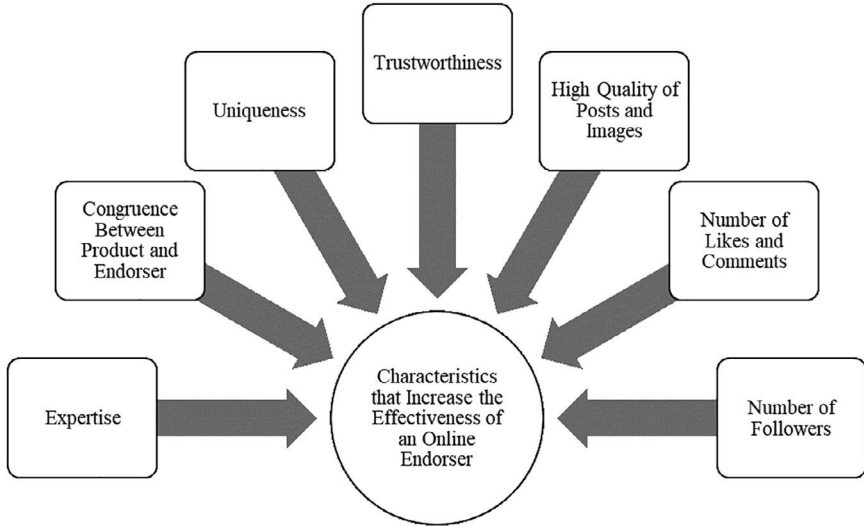 Trustworthiness
Uniqueness
High Quality of
Posts and
Images
Congruence
Between
Product and
Endorser
Number of
Likes and
Comments
Expertise
Characteristics
that Increase the
Effectiveness of
an Online
Endorser
Number of
Followers